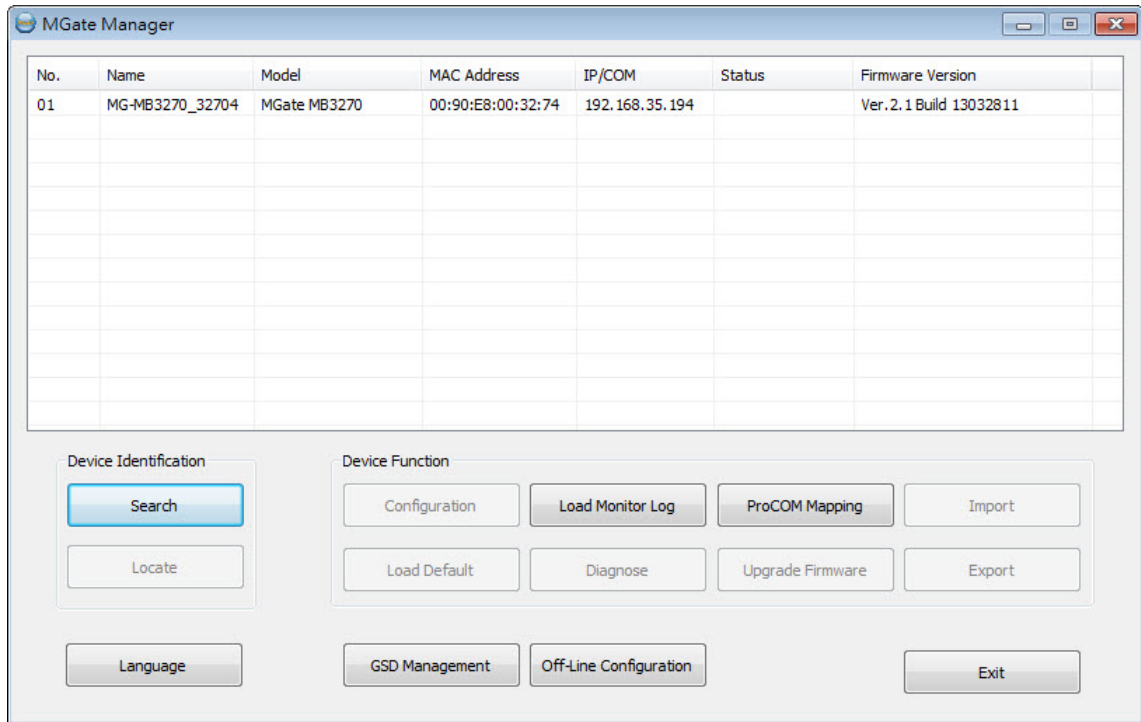 MGate Manager
No. Name Model MAC Address IP/COM Status Firmware Version
01 MG-MB3270_32704 MGate MB3270 00:90:E8:00:32:74 192.168.35.194 Ver.2.1 Build 13032811
Device Identification Device Function
Search Configuration Load Monitor Log ProCOM Mapping Import
Locate Load Default Diagnose Upgrade Firmware Export
Language GSD Management Off-Line Configuration Exit